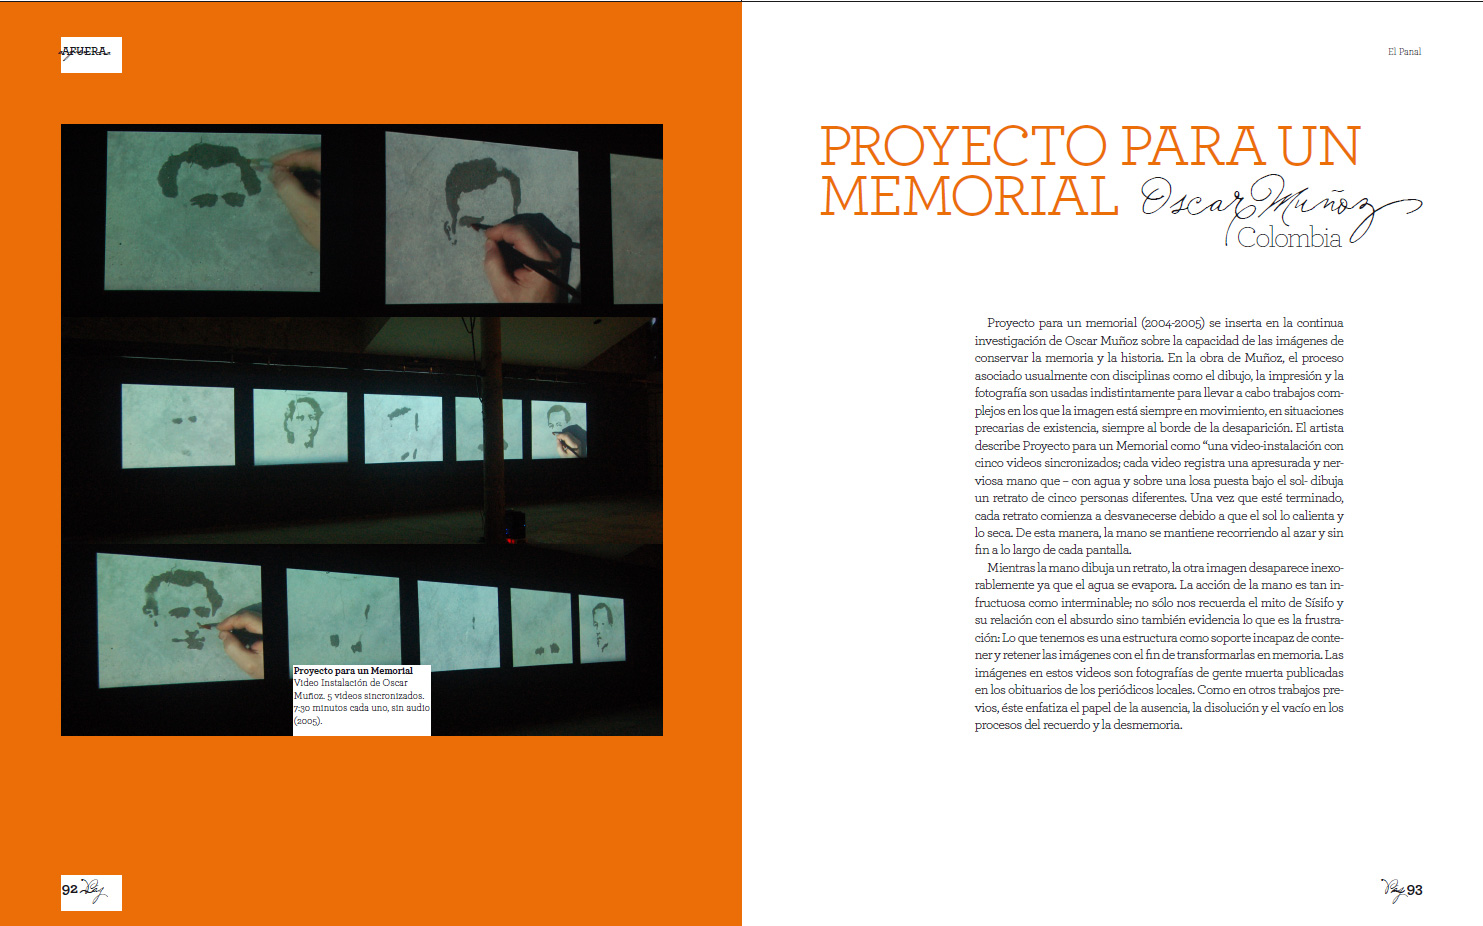 AFUERA
Proyecto para un Memorial
Video Instalación de Oscar
Muñoz. 5 videos sincronizados.
7:30 minutos cada uno, sin audio
(2005).
92 Pág
El Panal
PROYECTO PARA UN
MEMORIAL Oscar Muñoz
Colombia
Proyecto para un memorial (2004-2005) se inserta en la continua
investigación de Oscar Muñoz sobre la capacidad de las imágenes de
conservar la memoria y la historia. En la obra de Muñoz, el proceso
asociado usualmente con disciplinas como el dibujo, la impresión y la
fotografía son usadas indistintamente para llevar a cabo trabajos com-
plejos en los que la imagen está siempre en movimiento, en situaciones
precarias de existencia, siempre al borde de la desaparición. El artista
describe Proyecto para un Memorial como “una video-instalación con
cinco videos sincronizados; cada video registra una apresurada y ner-
viosa mano que – con agua y sobre una losa puesta bajo el sol- dibuja
un retrato de cinco personas diferentes. Una vez que esté terminado,
cada retrato comienza a desvanecerse debido a que el sol lo calienta y
lo seca. De esta manera, la mano se mantiene recorriendo al azar y sin
fin a lo largo de cada pantalla.
Mientras la mano dibuja un retrato, la otra imagen desaparece inexo-
rablemente ya que el agua se evapora. La acción de la mano es tan in-
fructuosa como interminable; no sólo nos recuerda el mito de Sísifo y
su relación con el absurdo sino también evidencia lo que es la frustra-
ción: Lo que tenemos es una estructura como soporte incapaz de conte-
ner y retener las imágenes con el fin de transformarlas en memoria. Las
imágenes en estos videos son fotografías de gente muerta publicadas
en los obituarios de los periódicos locales. Como en otros trabajos pre-
vios, éste enfatiza el papel de la ausencia, la disolución y el vacío en los
procesos del recuerdo y la desmemoria.
Pág 93